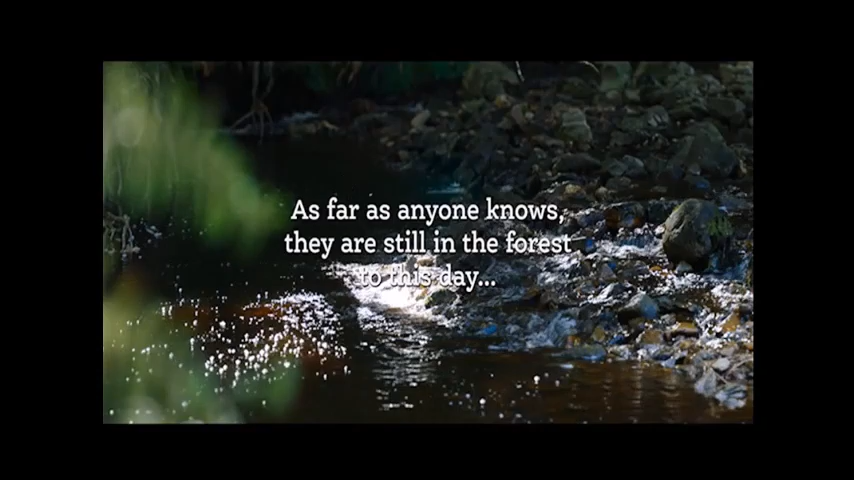 As far as anyone knows,
they are still in the forest
to this day...